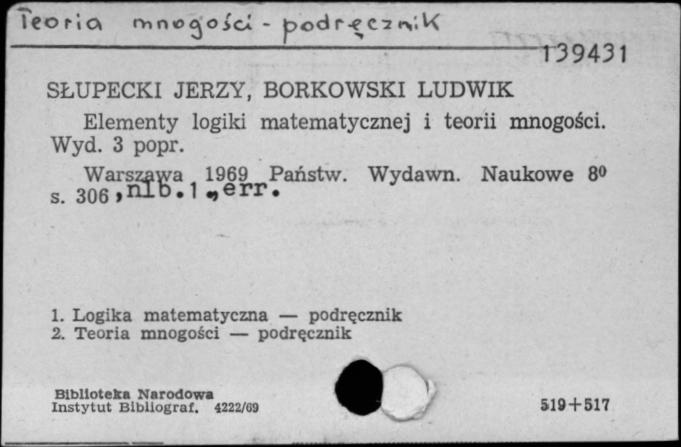 Teoria mnogości - podręcznik
139431
SŁUPECKI JERZY, BORKOWSKI LUDWIK
Elementy logiki matematycznej i teorii mnogości.
Wyd. 3 popr.
Warszawa 1969 Państw. Wydawn. Naukowe 8⁰
s. 306, nlb. 1, err.
1. Logika matematyczna — podręcznik
2. Teoria mnogości — podręcznik
Biblioteka Narodowa
Instytut Bibliograf. 4222/69
519+517